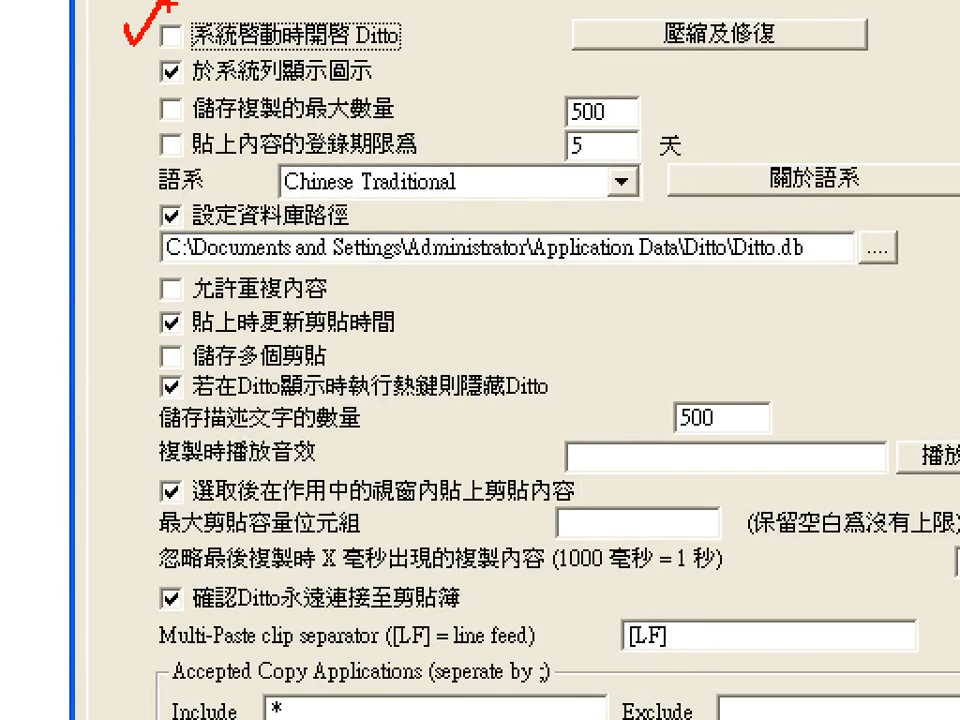 系統啓動時開啓 Ditto 壓縮及修復
於系統列顯示圖示
儲存複製的最大數量 500
貼上內容的登錄期限爲 5 天
語系 Chinese Traditional 關於語系
設定資料庫路徑
C:\Documents and Settings\Administrator\Application Data\Ditto\Ditto.db ....
允許重複內容
貼上時更新剪貼時間
儲存多個剪貼
若在Ditto顯示時執行熱鍵則隱藏Ditto
儲存描述文字的數量 500
複製時播放音效 播放
選取後在作用中的視窗內貼上剪貼內容
最大剪貼容量位元組 (保留空白爲沒有上限)
忽略最後複製時 X 毫秒出現的複製內容 (1000 毫秒 = 1 秒)
確認Ditto永遠連接至剪貼簿
Multi-Paste clip separator ([LF] = line feed) [LF]
Accepted Copy Applications (seperate by ;)
Include * Exclude